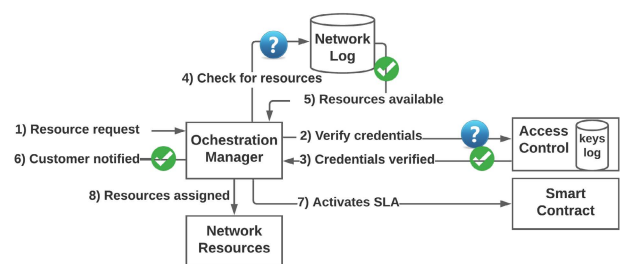 Network
Log
4) Check for resources
5) Resources available
1) Resource request
Ochestration
Manager
2) Verify credentials
Access
Control
keys
log
6) Customer notified
3) Credentials verified
8) Resources assigned
7) Activates SLA
Smart
Contract
Network
Resources